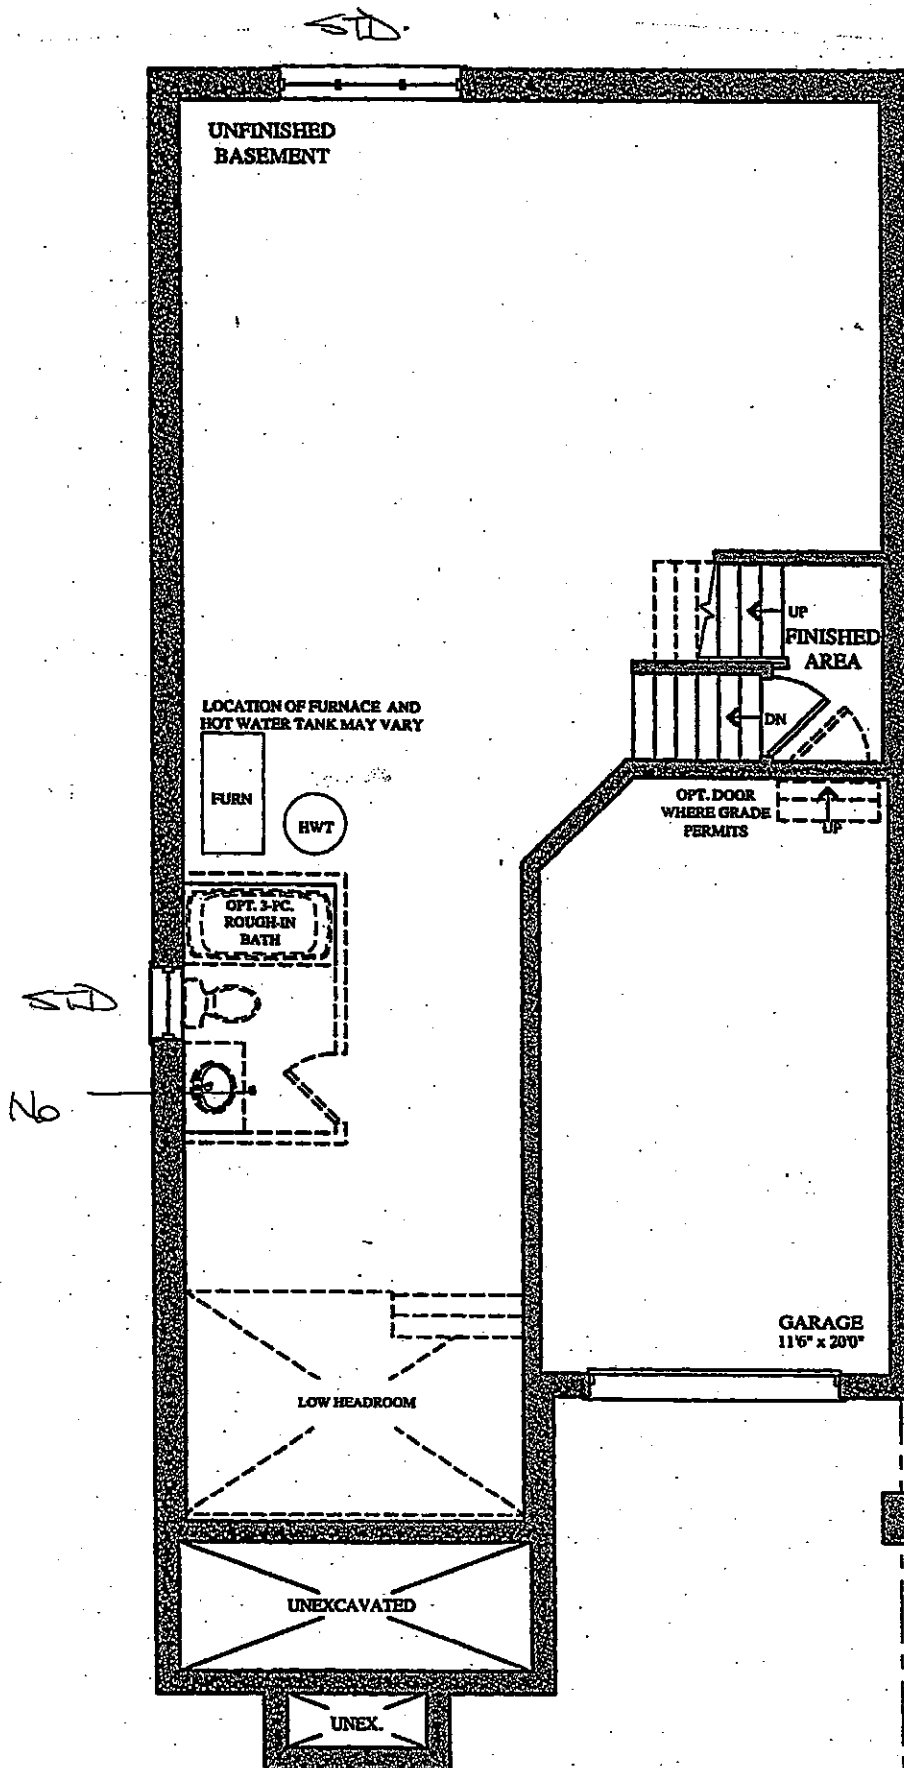 STD.
UNFINISHED
BASEMENT
UP
FINISHED
AREA
LOCATION OF FURNACE AND
HOT WATER TANK MAY VARY
DN
FURN
HWT
OPT. DOOR
WHERE GRADE
PERMITS
UP
OPT. 3-PC.
ROUGH-IN
BATH
STD
GARAGE
11'6" x 20'0"
LOW HEADROOM
UNEXCAVATED
UNEX.